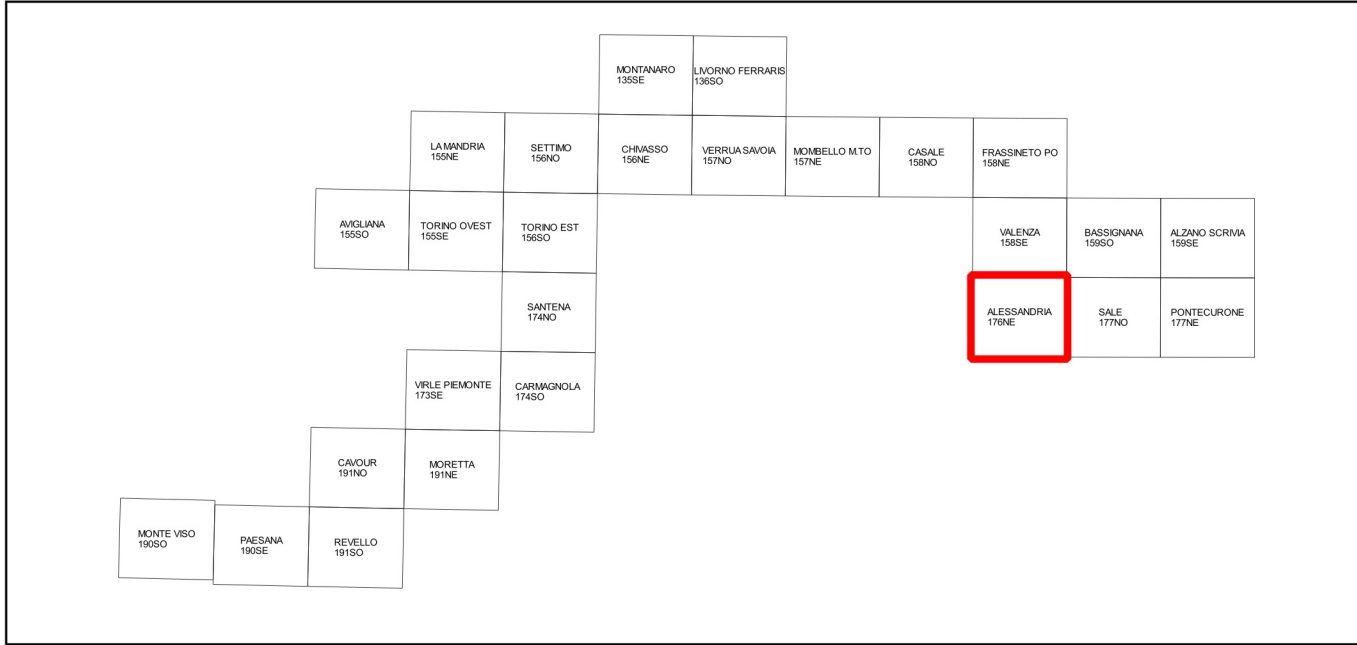 MONTANARO
135SE
LIVORNO FERRARIS
136SO
LA MANDRIA
155NE
SETTIMO
156NO
CHIVASSO
156NE
VERRUA SAVOIA
157NO
MOMBELLO M.TO
157NE
CASALE
158NO
FRASSINETO PO
158NE
AVIGLIANA
155SO
TORINO OVEST
155SE
TORINO EST
156SO
VALENZA
158SE
BASSIGNANA
159SO
ALZANO SCRIVIA
159SE
SANTENA
174NO
ALESSANDRIA
176NE
SALE
177NO
PONTECURONE
177NE
VIRLE PIEMONTE
173SE
CARMAGNOLA
174SO
CAVOUR
191NO
MORETTA
191NE
MONTE VISO
190SO
PAESANA
190SE
REVELLO
191SO